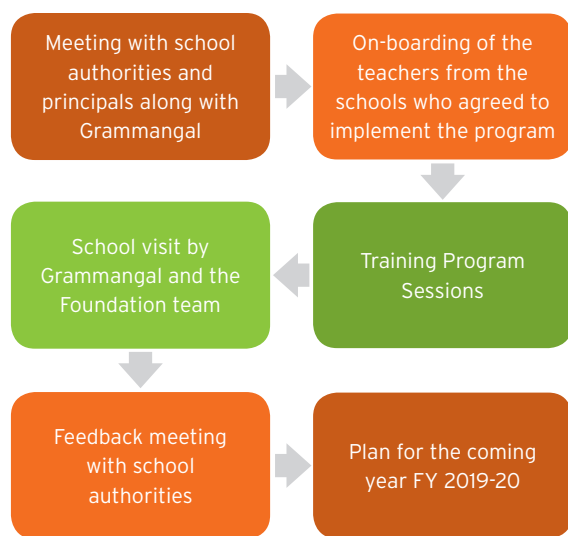 Meeting with school
authorities and
principals along with
Grammangal
On-boarding of the
teachers from the
schools who agreed to
implement the program
Training Program
Sessions
School visit by
Grammangal and the
Foundation team
Feedback meeting
with school
authorities
Plan for the coming
year FY 2019-20